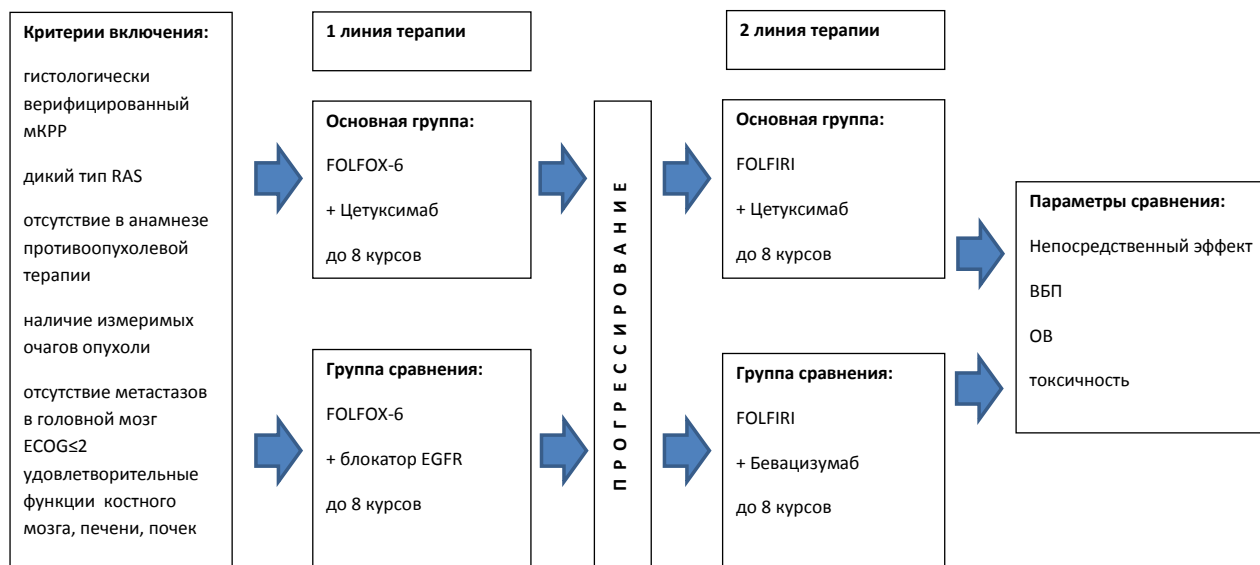 Критерии включения:
гистологически
верифицированный
мКРР
дикий тип RAS
отсутствие в анамнезе
противоопухолевой
терапии
наличие измеримых
очагов опухоли
отсутствие метастазов
в головной мозг
ECOG≤2
удовлетворительные
функции костного
мозга, печени, почек
1 линия терапии
Основная группа:
FOLFOX-6
+ Цетуксимаб
до 8 курсов
Группа сравнения:
FOLFOX-6
+ блокатор EGFR
до 8 курсов
ПРОГРЕССИРОВАНИЕ
2 линия терапии
Основная группа:
FOLFIRI
+ Цетуксимаб
до 8 курсов
Группа сравнения:
FOLFIRI
+ Бевацизумаб
до 8 курсов
Параметры сравнения:
Непосредственный эффект
ВБП
ОВ
токсичность